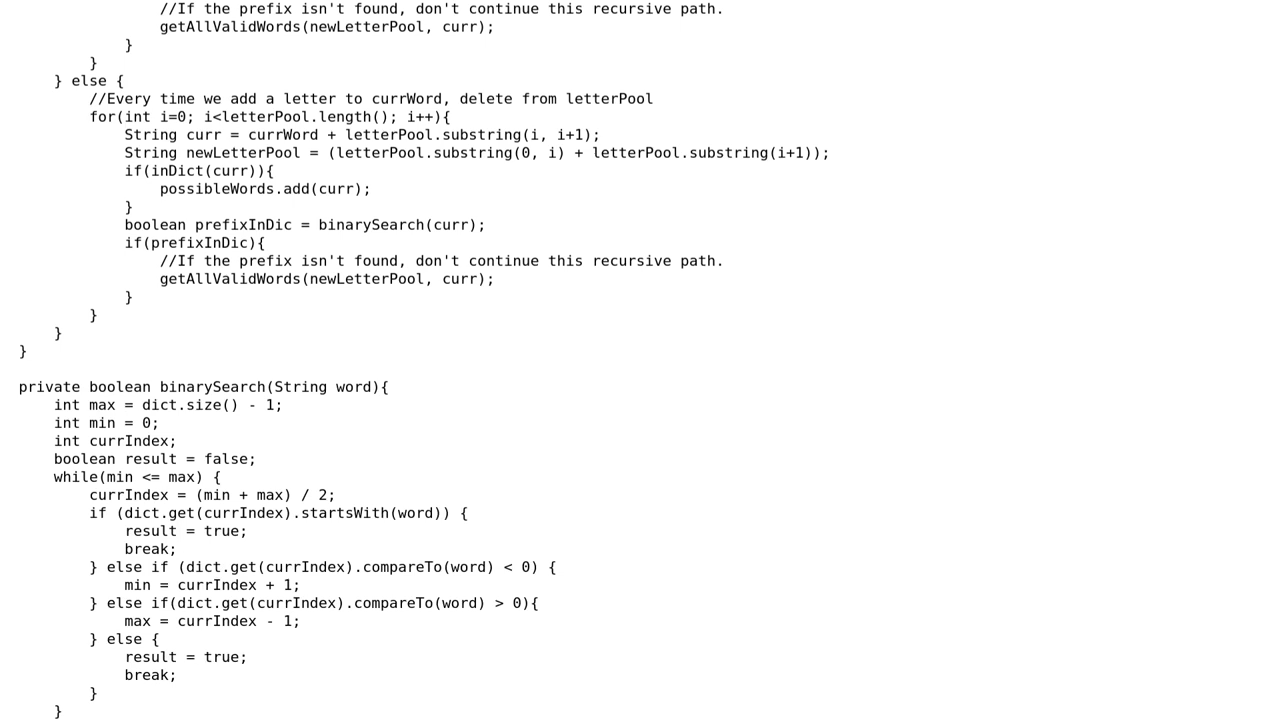 //If the prefix isn't found, don't continue this recursive path.
                getAllValidWords(newLetterPool, curr);
            }
        }
    } else {
        //Every time we add a letter to currWord, delete from letterPool
        for(int i=0; i<letterPool.length(); i++){
            String curr = currWord + letterPool.substring(i, i+1);
            String newLetterPool = (letterPool.substring(0, i) + letterPool.substring(i+1));
            if(inDict(curr)){
                possibleWords.add(curr);
            }
            boolean prefixInDic = binarySearch(curr);
            if(prefixInDic){
                //If the prefix isn't found, don't continue this recursive path.
                getAllValidWords(newLetterPool, curr);
            }
        }
    }
}

private boolean binarySearch(String word){
    int max = dict.size() - 1;
    int min = 0;
    int currIndex;
    boolean result = false;
    while(min <= max) {
        currIndex = (min + max) / 2;
        if (dict.get(currIndex).startsWith(word)) {
            result = true;
            break;
        } else if (dict.get(currIndex).compareTo(word) < 0) {
            min = currIndex + 1;
        } else if(dict.get(currIndex).compareTo(word) > 0){
            max = currIndex - 1;
        } else {
            result = true;
            break;
        }
    }